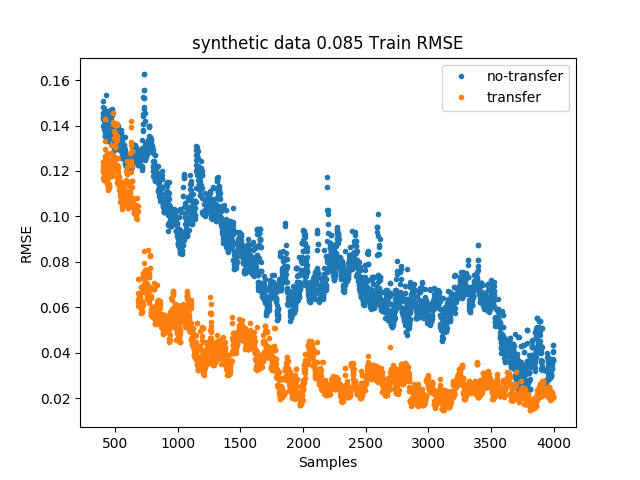 synthetic data 0.085 Train RMSE
no-transfer
transfer
RMSE
0.16
0.14
0.12
0.10
0.08
0.06
0.04
0.02
500 1000 1500 2000 2500 3000 3500 4000
Samples